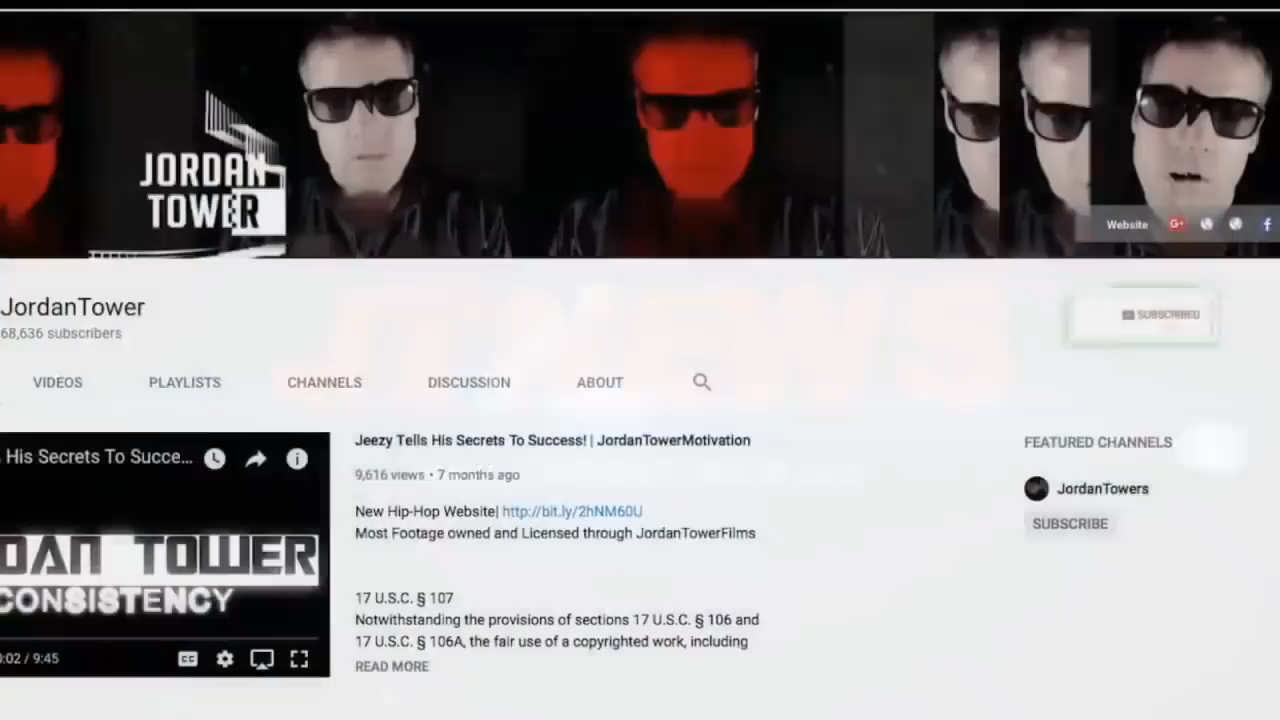 JORDAN
TOWER
Website
JordanTower
68,636 subscribers
SUBSCRIBED
VIDEOS PLAYLISTS CHANNELS DISCUSSION ABOUT
His Secrets To Succe...
DAN TOWER
CONSISTENCY
0:02 / 9:45
Jeezy Tells His Secrets To Success! | JordanTowerMotivation
9,616 views • 7 months ago
New Hip-Hop Website| http://bit.ly/2hNM60U
Most Footage owned and Licensed through JordanTowerFilms
17 U.S.C. § 107
Notwithstanding the provisions of sections 17 U.S.C. § 106 and
17 U.S.C. § 106A, the fair use of a copyrighted work, including
READ MORE
FEATURED CHANNELS
JordanTowers
SUBSCRIBE